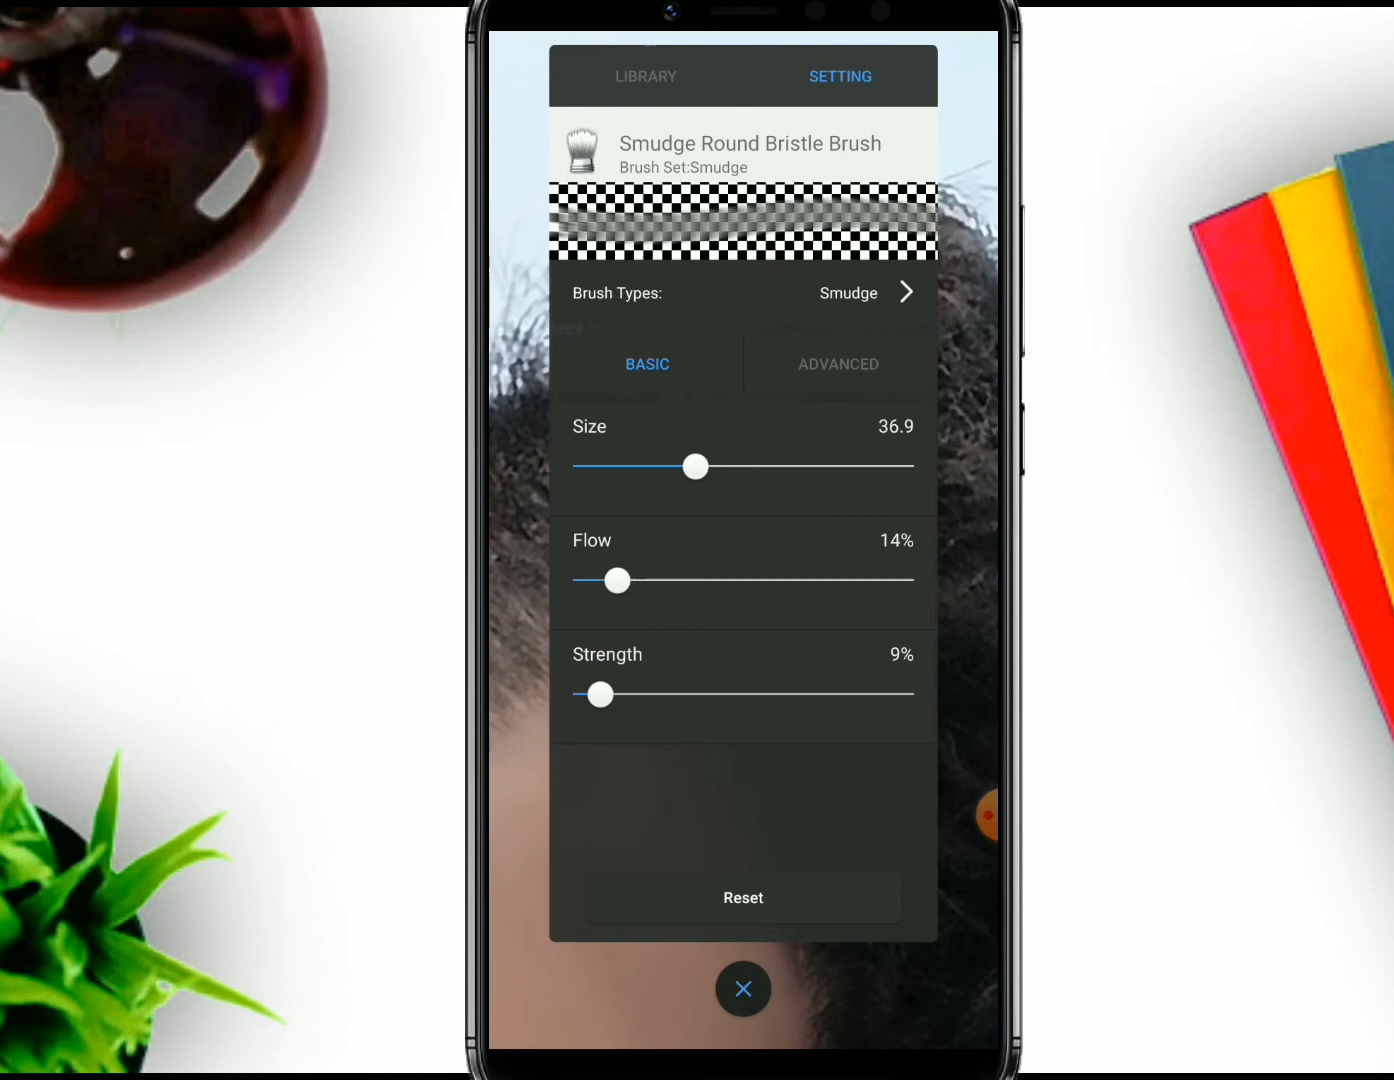 LIBRARY SETTING
Smudge Round Bristle Brush
Brush Set:Smudge
Brush Types: Smudge
BASIC ADVANCED
Size 36.9
Flow 14%
Strength 9%
Reset